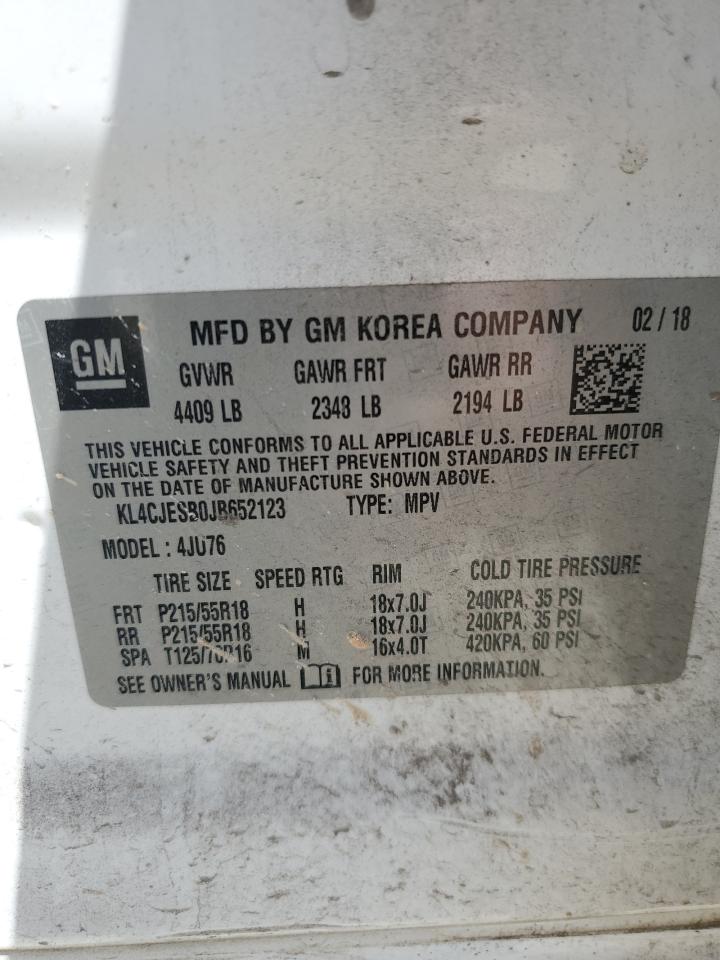 GM
MFD BY GM KOREA COMPANY 02 / 18
GVWR GAWR FRT GAWR RR
4409 LB 2348 LB 2194 LB
THIS VEHICLE CONFORMS TO ALL APPLICABLE U.S. FEDERAL MOTOR
VEHICLE SAFETY AND THEFT PREVENTION STANDARDS IN EFFECT
ON THE DATE OF MANUFACTURE SHOWN ABOVE.
KL4CJESB0JB652123 TYPE: MPV
MODEL : 4JU76
TIRE SIZE SPEED RTG RIM COLD TIRE PRESSURE
FRT P215/55R18 H 18x7.0J 240KPA, 35 PSI
RR P215/55R18 H 18x7.0J 240KPA, 35 PSI
SPA T125/70R16 M 16x4.0T 420KPA, 60 PSI
SEE OWNER'S MANUAL FOR MORE INFORMATION.